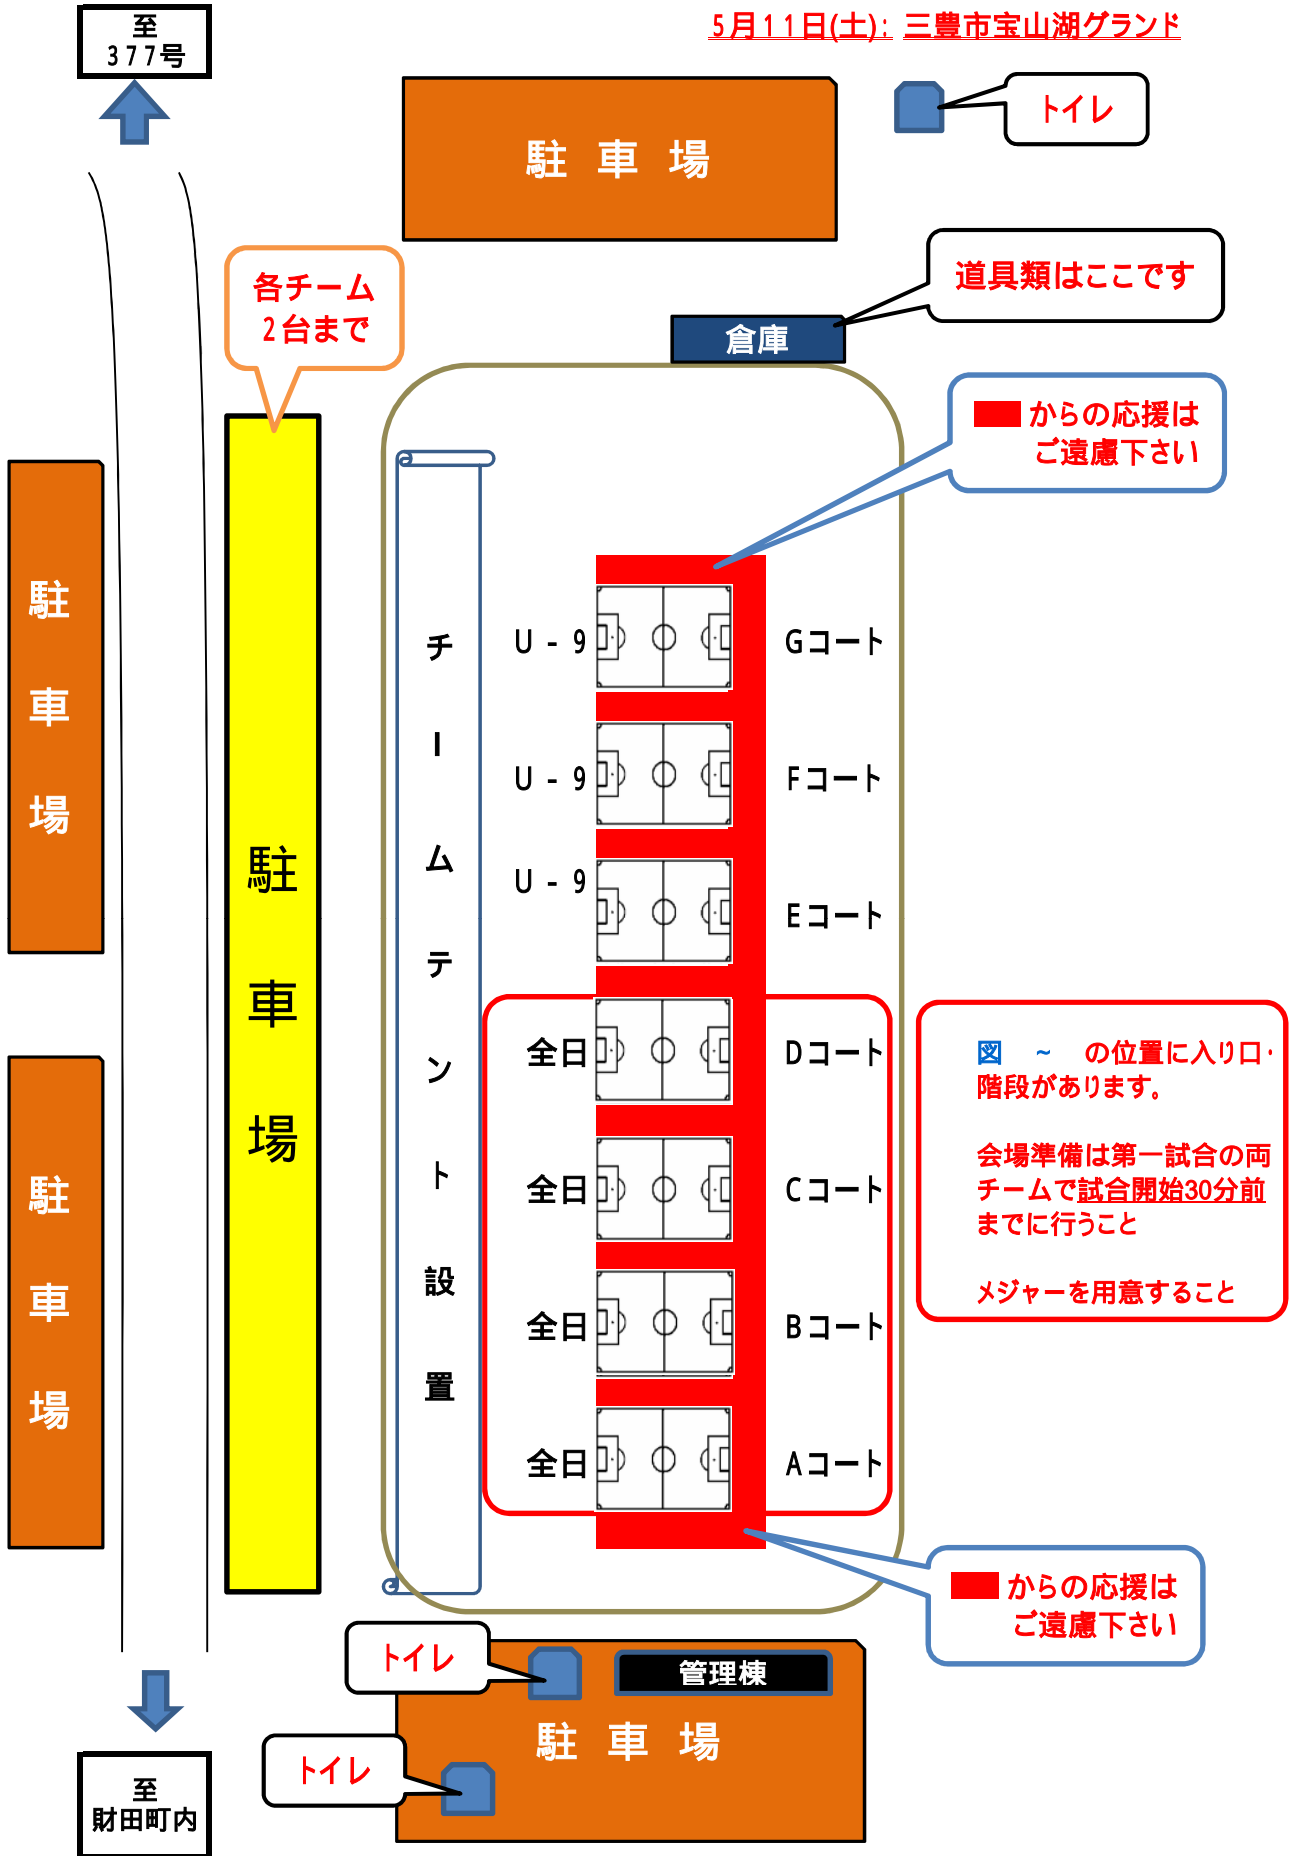 至
377号
5月11日(土): 三豊市宝山湖グランド
トイレ
駐 車 場
各チーム
2台まで
道具類はここです
倉庫
からの応援は
ご遠慮下さい
駐車場
駐車場
駐車場
チームテント設置
U-9
Gコート
U-9
Fコート
U-9
Eコート
全日
Dコート
全日
Cコート
全日
Bコート
全日
Aコート
図 ~ の位置に入り口・
階段があります。
会場準備は第一試合の両
チームで試合開始30分前
までに行うこと
メジャーを用意すること
からの応援は
ご遠慮下さい
トイレ
管理棟
駐 車 場
トイレ
至
財田町内